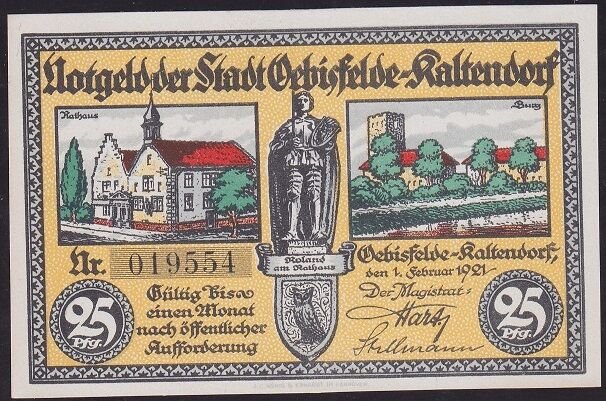 Notgeld der Stadt Oebisfelde-Kaltendorf
Rathaus
Burg
Nr. 019554
Roland
am Rathaus
Oebisfelde-Kaltendorf,
den 1. Februar 1921
Der Magistrat:
Gültig bis a
einen Monat
nach öffentlicher
Aufforderung
25
Pfg.
25
Pfg.
Stellmann